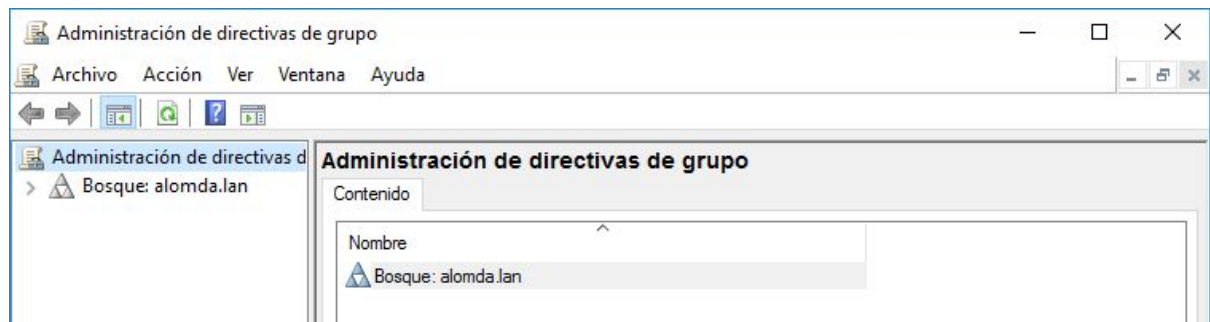 Administración de directivas de grupo
Archivo Acción Ver Ventana Ayuda
Administración de directivas d
Bosque: alomda.lan
Administración de directivas de grupo
Contenido
Nombre
Bosque: alomda.lan